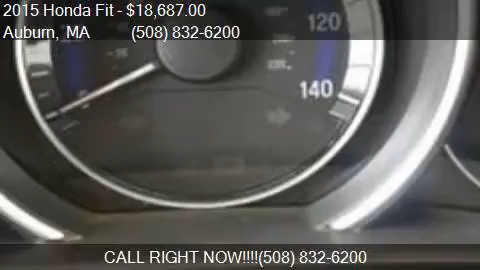 2015 Honda Fit - $18,687.00
Auburn, MA (508) 832-6200
120
140
CALL RIGHT NOW!!!!(508) 832-6200